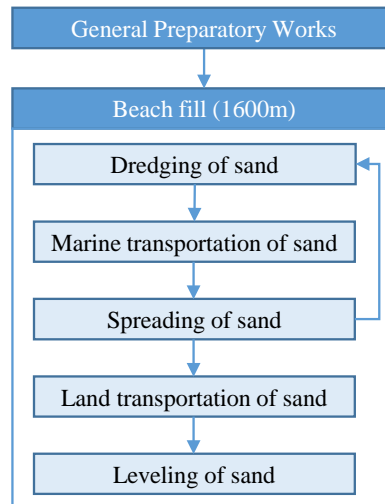 General Preparatory Works
Beach fill (1600m)
Dredging of sand
Marine transportation of sand
Spreading of sand
Land transportation of sand
Leveling of sand